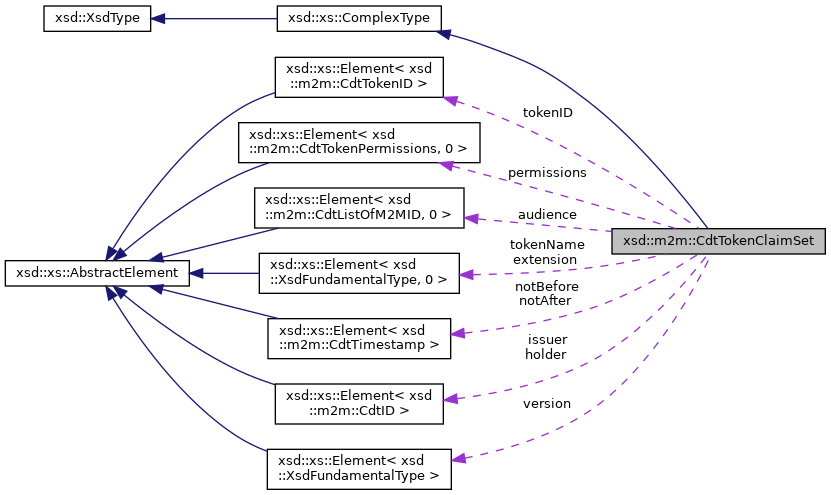 xsd::XsdType
xsd::xs::ComplexType
xsd::xs::Element< xsd
::m2m::CdtTokenID >
tokenID
xsd::xs::Element< xsd
::m2m::CdtTokenPermissions, 0 >
permissions
xsd::xs::Element< xsd
::m2m::CdtListOfM2MID, 0 >
audience
xsd::m2m::CdtTokenClaimSet
xsd::xs::AbstractElement
xsd::xs::Element< xsd
::XsdFundamentalType, 0 >
tokenName
extension
xsd::xs::Element< xsd
::m2m::CdtTimestamp >
notBefore
notAfter
xsd::xs::Element< xsd
::m2m::CdtID >
issuer
holder
xsd::xs::Element< xsd
::XsdFundamentalType >
version